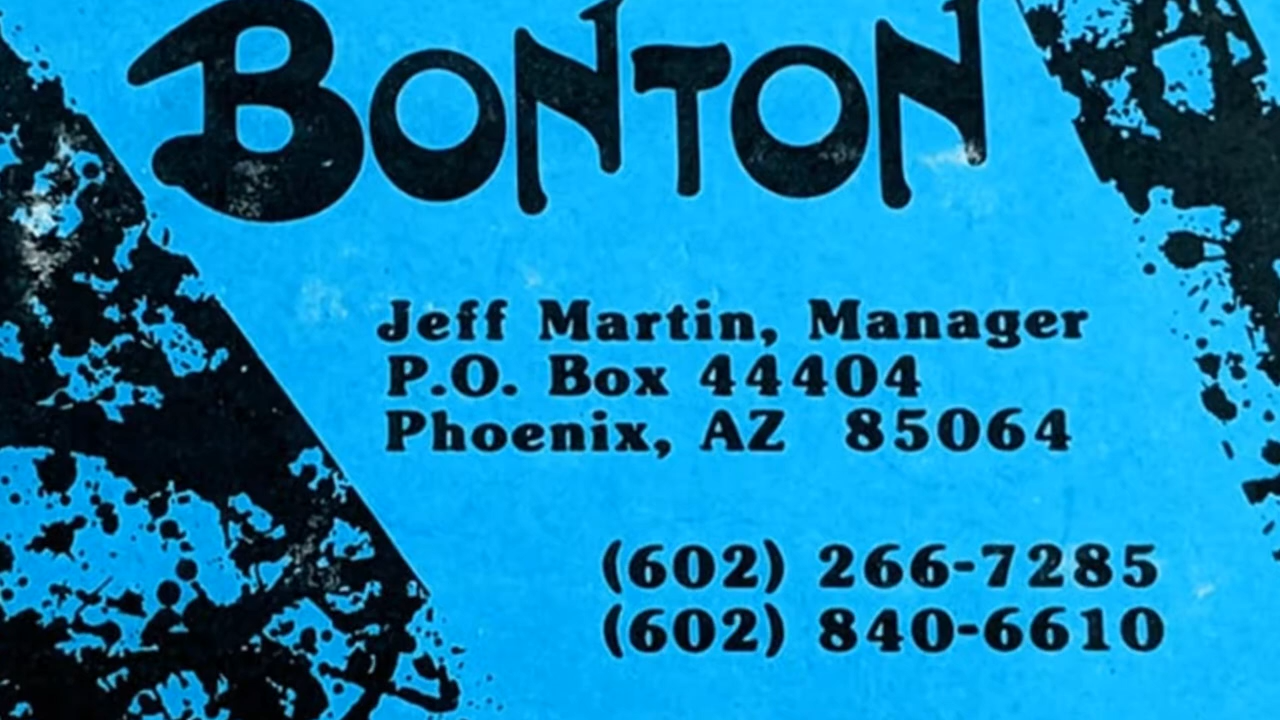 BONTON
Jeff Martin, Manager
P.O. Box 44404
Phoenix, AZ 85064
(602) 266-7285
(602) 840-6610